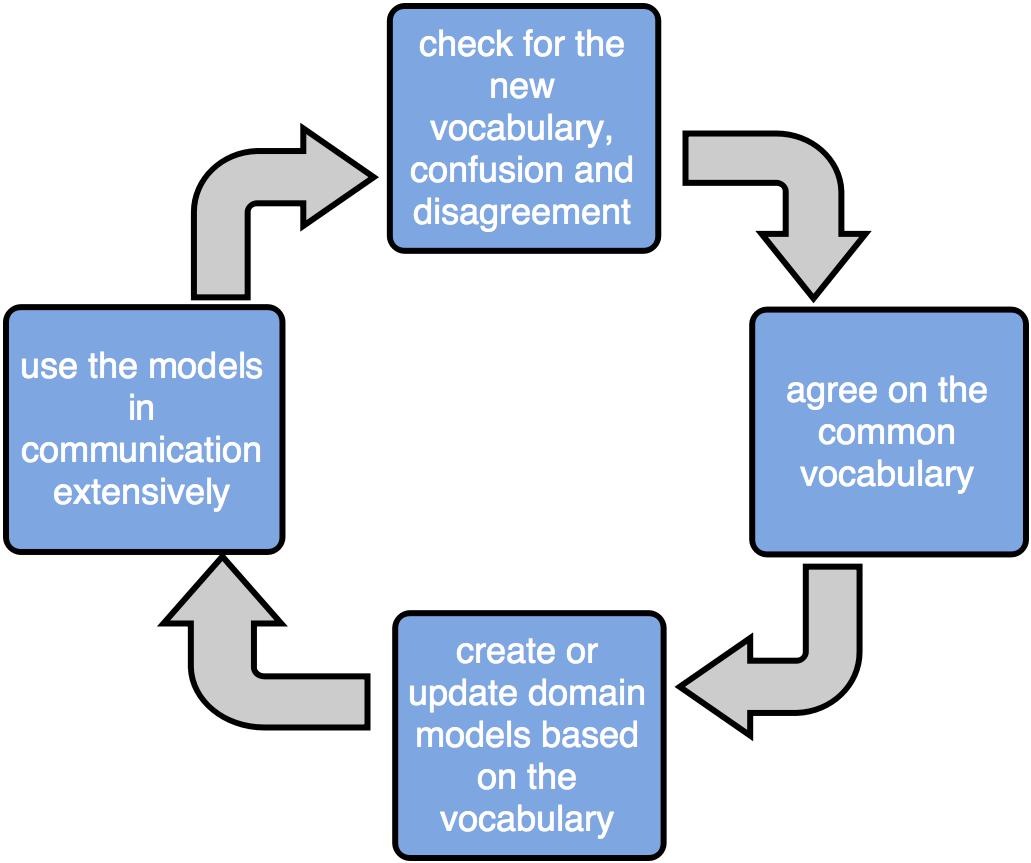 check for the
new
vocabulary,
confusion and
disagreement
agree on the
common
vocabulary
create or
update domain
models based
on the
vocabulary
use the models
in
communication
extensively